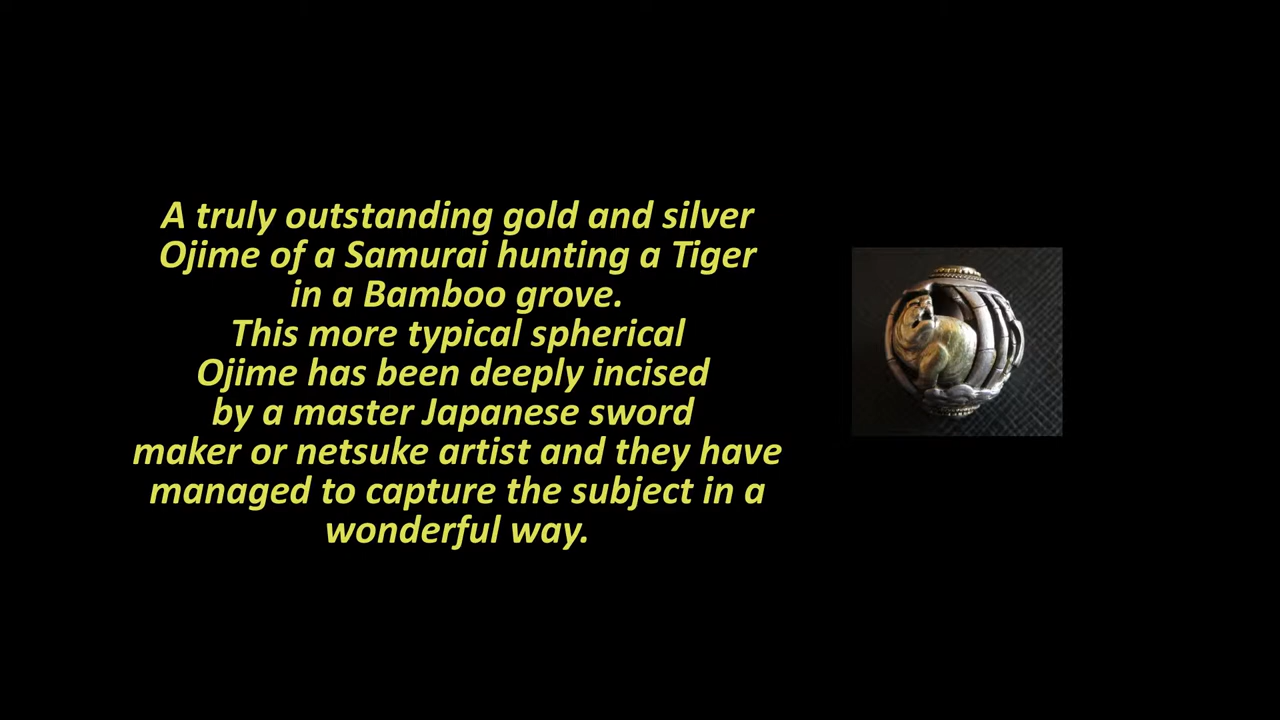 A truly outstanding gold and silver
Ojime of a Samurai hunting a Tiger
in a Bamboo grove.
This more typical spherical
Ojime has been deeply incised
by a master Japanese sword
maker or netsuke artist and they have
managed to capture the subject in a
wonderful way.